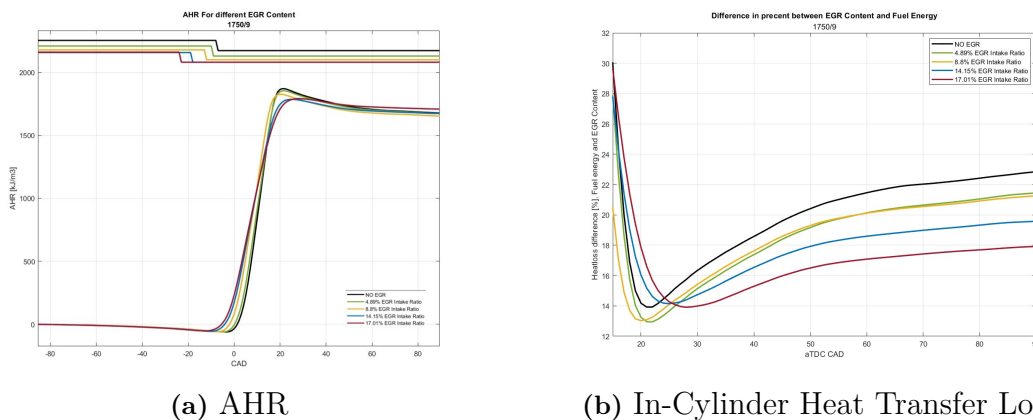 AHR For different EGR Content
1750/9
2000
1500
1000
500
0
AHR [kJ/m3]
-80
-60
-40
-20
0
20
40
60
80
CAD
NO EGR
4.89% EGR Intake Ratio
8.8% EGR Intake Ratio
14.15% EGR Intake Ratio
17.01% EGR Intake Ratio
(a) AHR
Difference in precent between EGR Content and Fuel Energy
1750/9
32
30
28
26
24
22
20
18
16
14
12
Heatloss difference [%], Fuel energy and EGR Content
20
30
40
50
60
70
80
9
aTDC CAD
NO EGR
4.89% EGR Intake Ratio
8.8% EGR Intake Ratio
14.15% EGR Intake Ratio
17.01% EGR Intake Ratio
(b) In-Cylinder Heat Transfer Lo